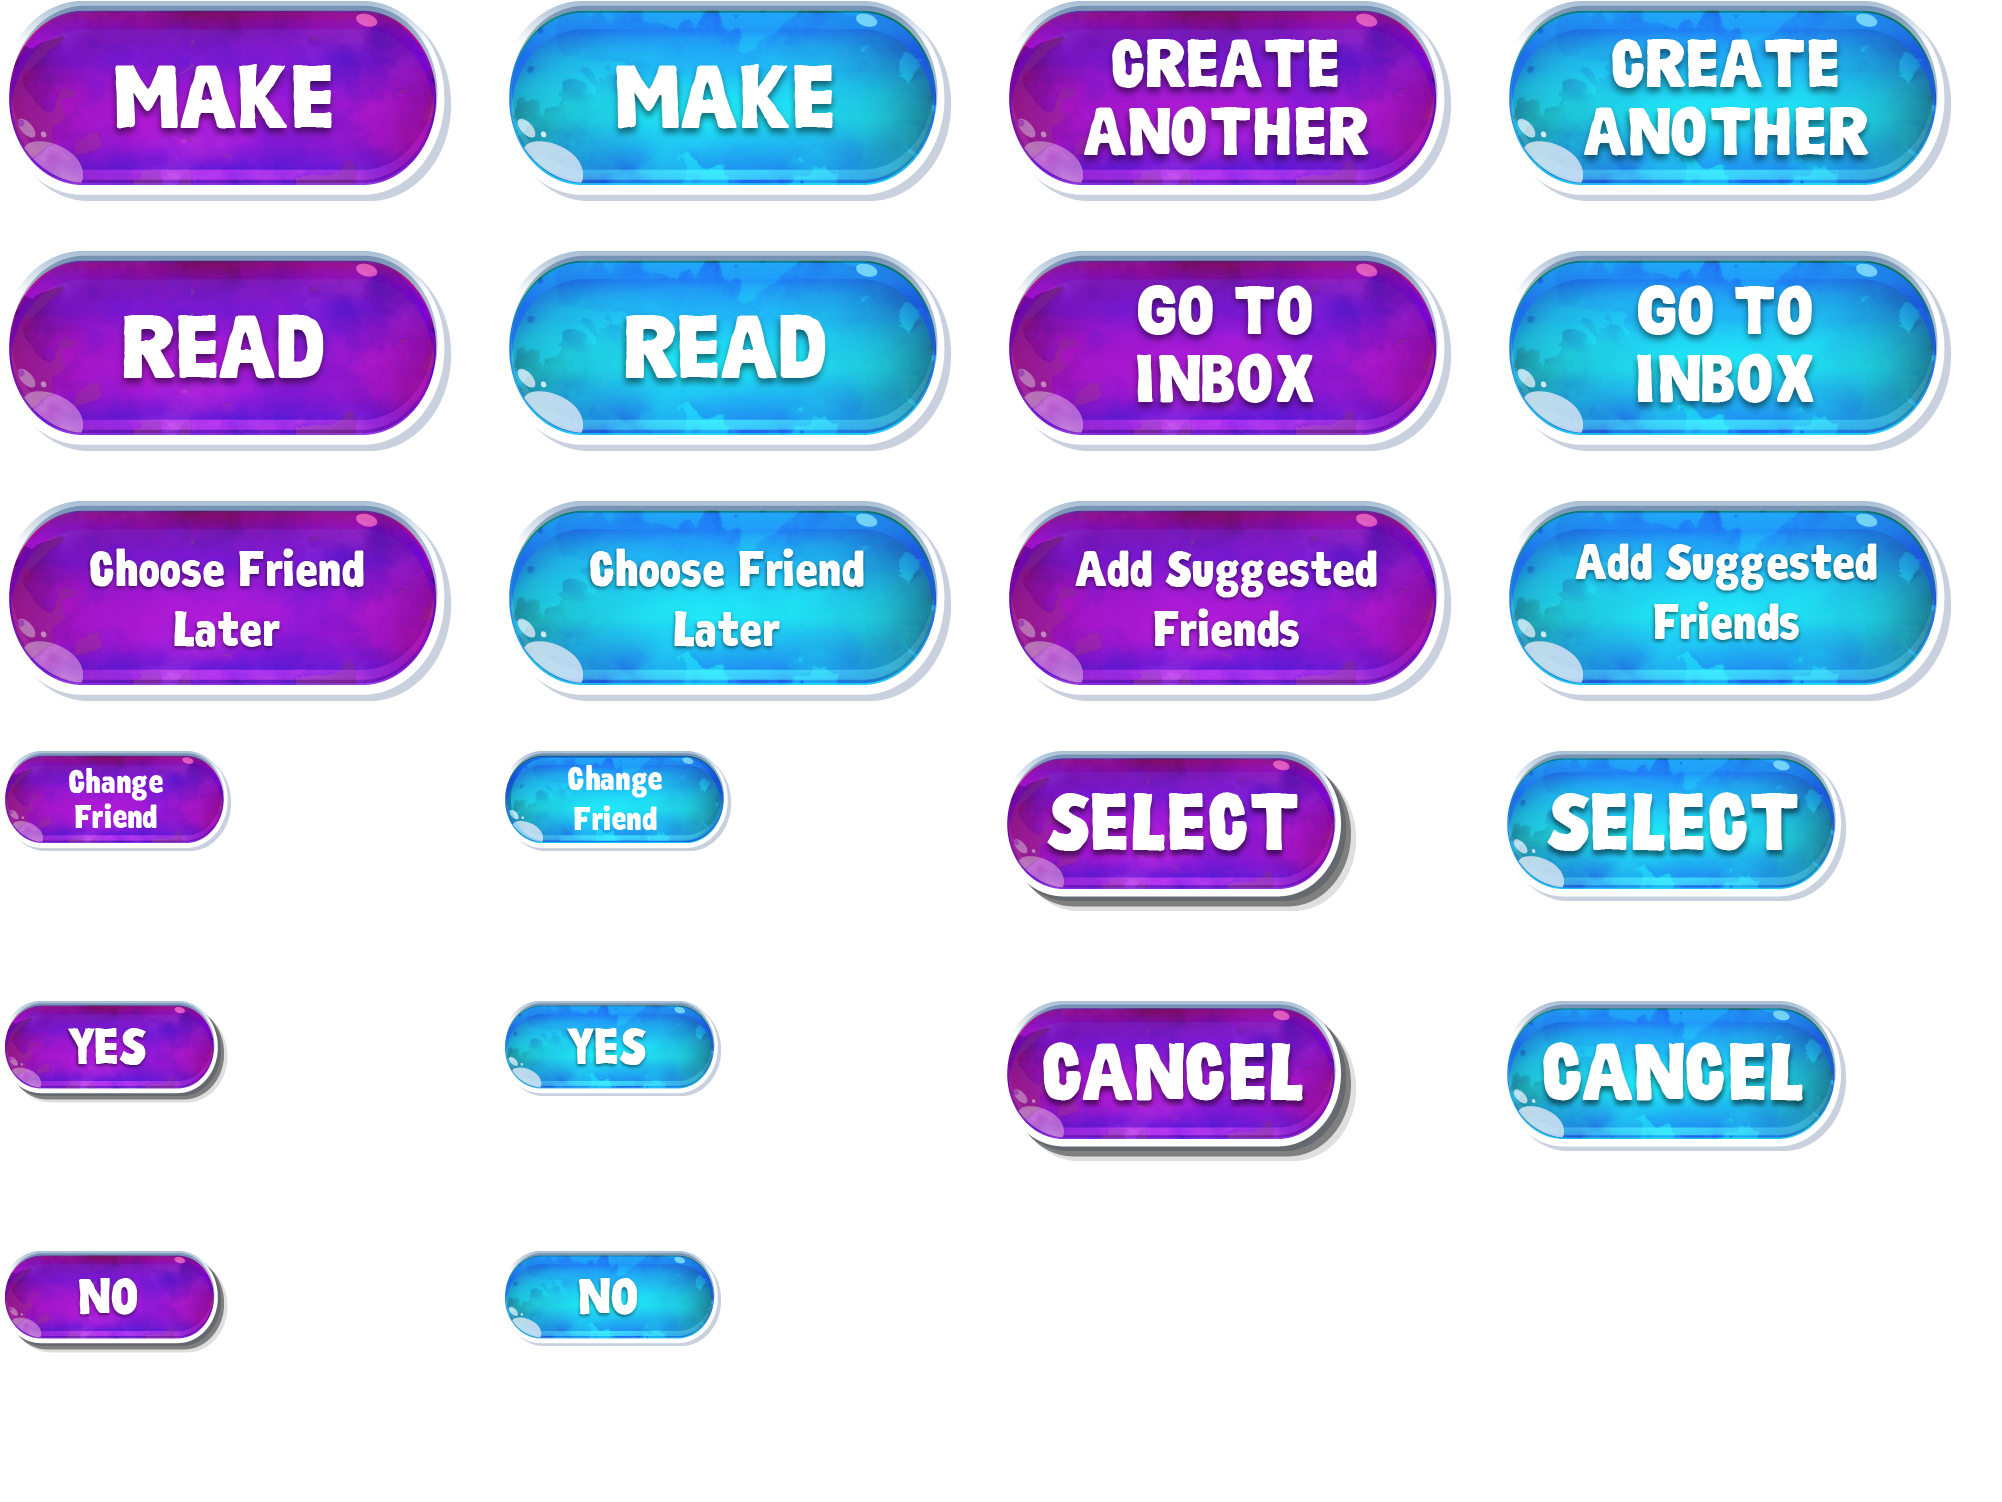 MAKE
MAKE
CREATE
ANOTHER
CREATE
ANOTHER
READ
READ
GO TO
INBOX
GO TO
INBOX
Choose Friend
Later
Choose Friend
Later
Add Suggested
Friends
Add Suggested
Friends
Change
Friend
Change
Friend
SELECT
SELECT
YES
YES
CANCEL
CANCEL
NO
NO